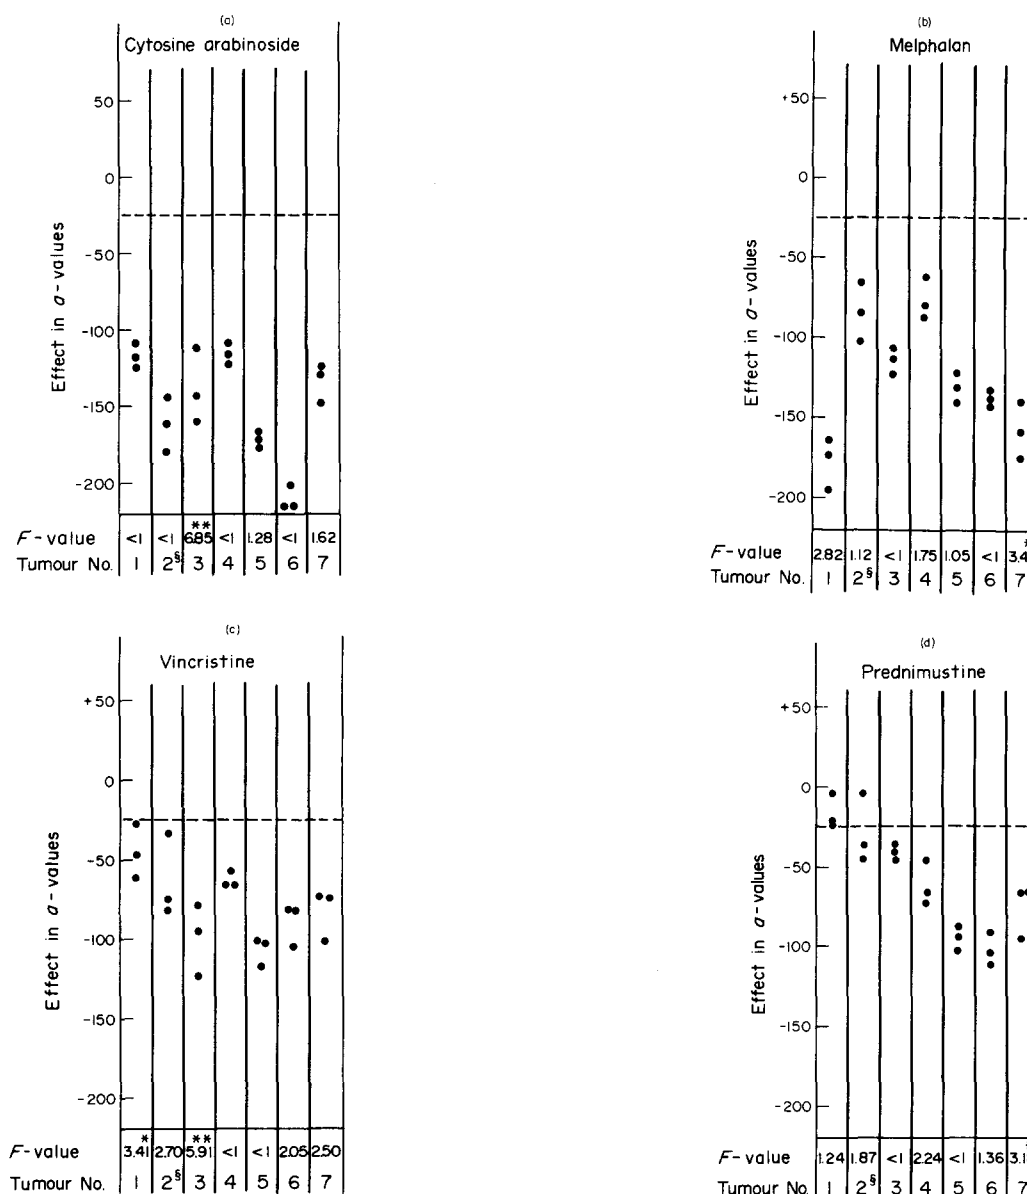 (a)
Cytosine arabinoside
50
0
-50
-100
-150
-200
Effect in a-values
F-value <1 <1 6.85** <1 1.28 <1 1.62
Tumour No. 1 2§ 3 4 5 6 7
(b)
Melphalan
+50
0
-50
-100
-150
-200
Effect in a-values
F-value 2.82 1.12 <1 1.75 1.05 <1 3.4*
Tumour No. 1 2§ 3 4 5 6 7
(c)
Vincristine
+50
0
-50
-100
-150
-200
Effect in a-values
F-value 3.41* 2.70 5.91** <1 <1 2.05 2.50
Tumour No. 1 2§ 3 4 5 6 7
(d)
Prednimustine
+50
0
-50
-100
-150
-200
Effect in a-values
F-value 1.24 1.87 <1 2.24 <1 1.36 3.1
Tumour No. 1 2§ 3 4 5 6 7